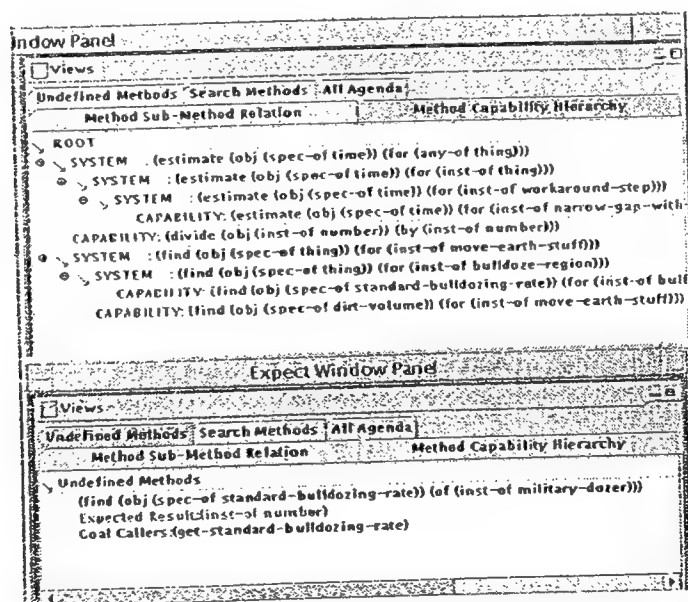 indow Panel
Views
Undefined Methods Search Methods All Agenda
Method Sub-Method Relation Method Capability Hierarchy
ROOT
SYSTEM : (estimate (obj (spec-of time)) (for (any-of thing)))
SYSTEM : (estimate (obj (spec-of time)) (for (inst-of thing)))
SYSTEM : (estimate (obj (spec-of time)) (for (inst-of workaround-step)))
CAPABILITY: (estimate (obj (spec-of time)) (for (inst-of narrow-gap-with-
CAPABILITY: (divide (obj (inst-of number)) (by (inst-of number)))
SYSTEM : (find (obj (spec-of thing)) (for (inst-of move-earth-stuff)))
SYSTEM : (find (obj (spec-of thing)) (for (inst-of bulldoze-region)))
CAPABILITY: (find (obj (spec-of standard-bulldozing-rate)) (for (inst-of bull
CAPABILITY: (find (obj (spec-of dirt-volume)) (for (inst-of move-earth-stuff)))
Expect Window Panel
Views
Undefined Methods Search Methods All Agenda
Method Sub-Method Relation Method Capability Hierarchy
Undefined Methods
(find (obj (spec-of standard-bulldozing-rate)) (of (inst-of military-dozer)))
Expected Result:(inst-of number)
Goal Callers:(get-standard-bulldozing-rate)